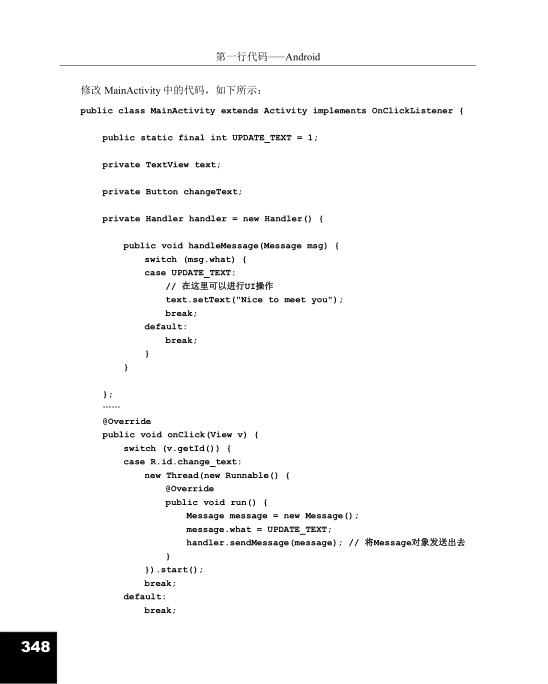 第一行代码——Android
修改 MainActivity 中的代码，如下所示：
public class MainActivity extends Activity implements OnClickListener {
public static final int UPDATE_TEXT = 1;
private TextView text;
private Button changeText;
private Handler handler = new Handler() {
public void handleMessage(Message msg) {
switch (msg.what) {
case UPDATE_TEXT:
// 在这里可以进行UI操作
text.setText("Nice to meet you");
break;
default:
break;
}
}
};
……
@Override
public void onClick(View v) {
switch (v.getId()) {
case R.id.change_text:
new Thread(new Runnable() {
@Override
public void run() {
Message message = new Message();
message.what = UPDATE_TEXT;
handler.sendMessage(message); // 将Message对象发送出去
}
}).start();
break;
default:
break;
348